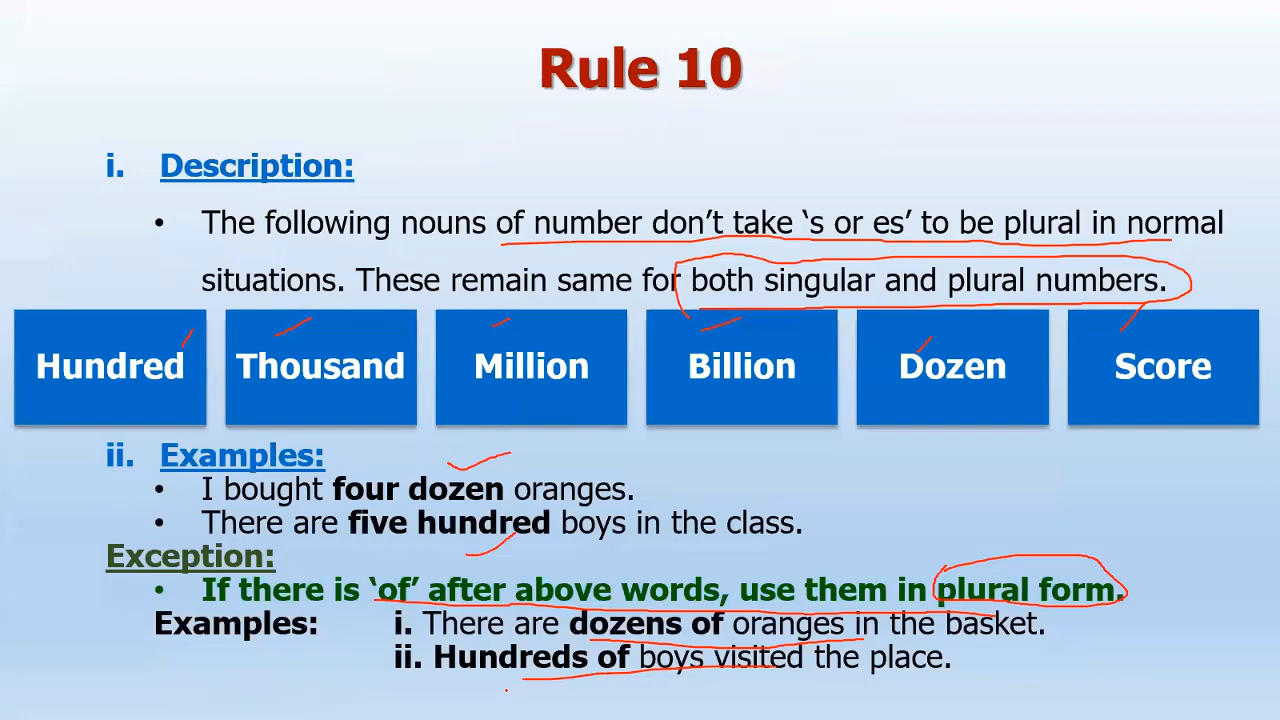 Rule 10
i. Description:
• The following nouns of number don’t take ‘s or es’ to be plural in normal
situations. These remain same for both singular and plural numbers.
Hundred Thousand Million Billion Dozen Score
ii. Examples:
• I bought four dozen oranges.
• There are five hundred boys in the class.
Exception:
• If there is ‘of’ after above words, use them in plural form.
Examples: i. There are dozens of oranges in the basket.
ii. Hundreds of boys visited the place.